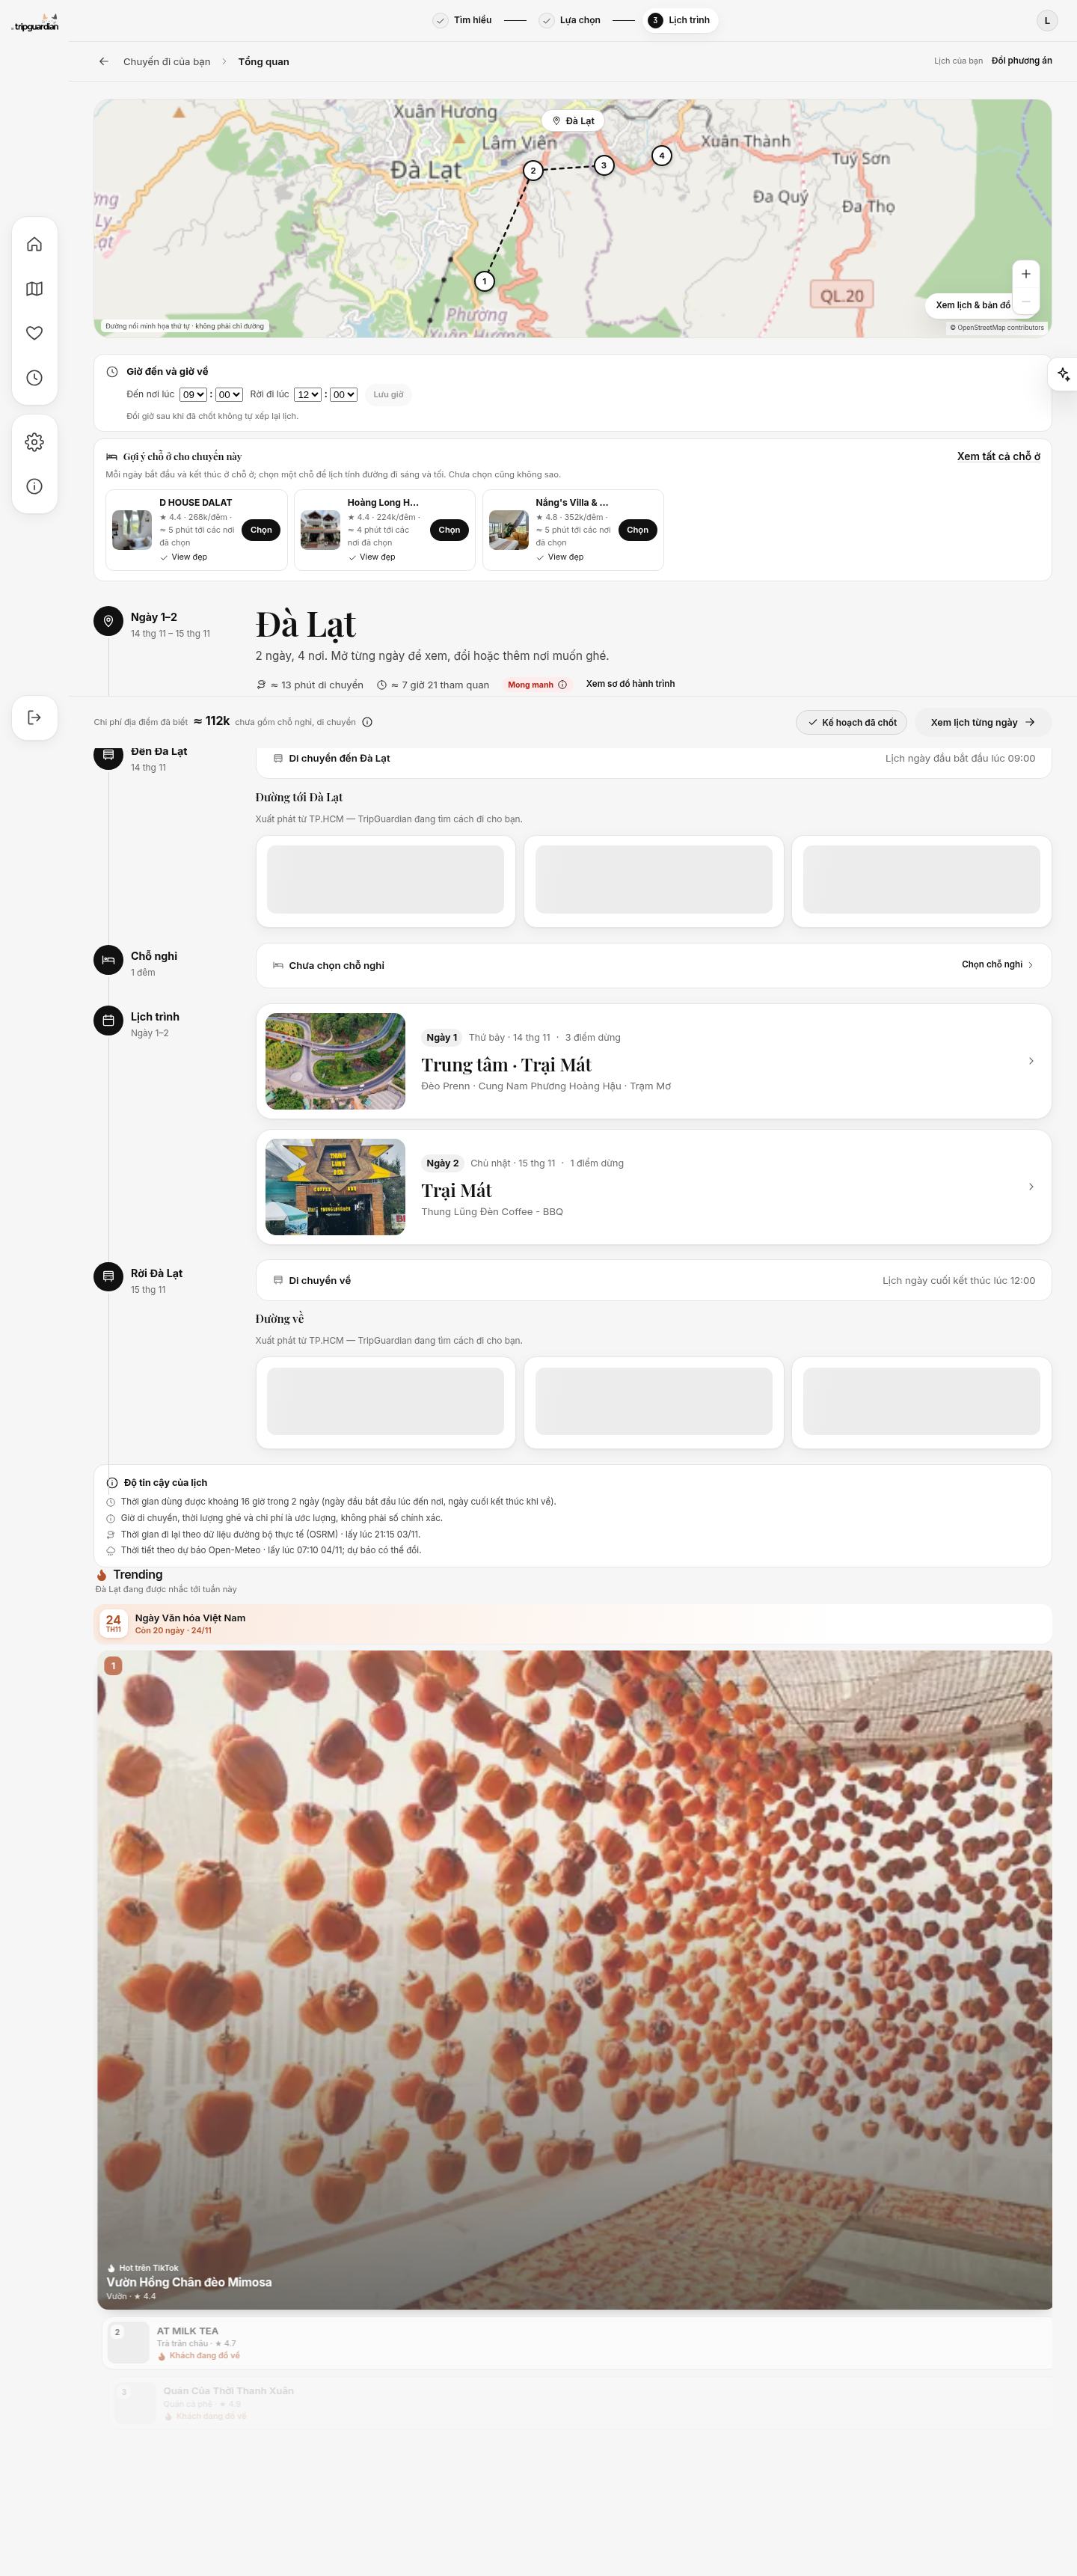 tripguardian
Tìm hiểu
Lựa chọn
3 Lịch trình
L
Chuyến đi của bạn
Tổng quan
Lịch của bạn Đổi phương án
Xuân Hương
Đà Lạt
Lâm Viên
Xuân Thành
Đà Lạt
Tuý Sơn
Đa Quý
Đa Thọ
1
2
3
4
QL.20
Phường
Hoàng Hậu
Xem lịch & bản đồ
Đường nối minh họa thứ tự · không phải chỉ đường
© OpenStreetMap contributors
Giờ đến và giờ về
Đến nơi lúc 09 : 00 Rời đi lúc 12 : 00 Lưu giờ
Đổi giờ sau khi đã chốt không tự xếp lại lịch.
Gợi ý chỗ ở cho chuyến này
Xem tất cả chỗ ở
Mỗi ngày bắt đầu và kết thúc ở chỗ ở; chọn một chỗ để lịch tính đường đi sáng và tối. Chưa chọn cũng không sao.
D HOUSE DALAT
★ 4.4 · 268k/đêm ·
≈ 5 phút tới các nơi
đã chọn
View đẹp
Chọn
Hoàng Long H...
★ 4.4 · 224k/đêm ·
≈ 4 phút tới các
nơi đã chọn
View đẹp
Chọn
Nắng's Villa & ...
★ 4.8 · 352k/đêm ·
≈ 5 phút tới các nơi
đã chọn
View đẹp
Chọn
Ngày 1–2
14 thg 11 – 15 thg 11
Đà Lạt
2 ngày, 4 nơi. Mở từng ngày để xem, đổi hoặc thêm nơi muốn ghé.
≈ 13 phút di chuyển ≈ 7 giờ 21 tham quan Mong manh Xem sơ đồ hành trình
Chi phí địa điểm đã biết ≈ 112k chưa gồm chỗ nghỉ, di chuyển
Kế hoạch đã chốt
Xem lịch từng ngày
Đến Đà Lạt
14 thg 11
Di chuyển đến Đà Lạt
Lịch ngày đầu bắt đầu lúc 09:00
Đường tới Đà Lạt
Xuất phát từ TP.HCM — TripGuardian đang tìm cách đi cho bạn.
Chỗ nghỉ
1 đêm
Chưa chọn chỗ nghỉ
Chọn chỗ nghỉ
Lịch trình
Ngày 1–2
Ngày 1 Thứ bảy · 14 thg 11 · 3 điểm dừng
Trung tâm · Trại Mát
Đèo Prenn · Cung Nam Phương Hoàng Hậu · Trạm Mơ
Ngày 2 Chủ nhật · 15 thg 11 · 1 điểm dừng
Trại Mát
Thung Lũng Đèn Coffee - BBQ
THUNG
LŨNG
ĐÈN
COFFEE
Rời Đà Lạt
15 thg 11
Di chuyển về
Lịch ngày cuối kết thúc lúc 12:00
Đường về
Xuất phát từ TP.HCM — TripGuardian đang tìm cách đi cho bạn.
Độ tin cậy của lịch
Thời gian dùng được khoảng 16 giờ trong 2 ngày (ngày đầu bắt đầu lúc đến nơi, ngày cuối kết thúc khi về).
Giờ di chuyển, thời lượng ghé và chi phí là ước lượng, không phải số chính xác.
Thời gian đi lại theo dữ liệu đường bộ thực tế (OSRM) · lấy lúc 21:15 03/11.
Thời tiết theo dự báo Open-Meteo · lấy lúc 07:10 04/11; dự báo có thể đổi.
Trending
Đà Lạt đang được nhắc tới tuần này
24
TH11
Ngày Văn hóa Việt Nam
Còn 20 ngày · 24/11
1
Hot trên TikTok
Vườn Hồng Chân đèo Mimosa
Vườn · ★ 4.4
2
AT MILK TEA
Trà trân châu · ★ 4.7
Khách đang đổ về
3
Quán Của Thời Thanh Xuân
Quán cà phê · ★ 4.9
Khách đang đổ về